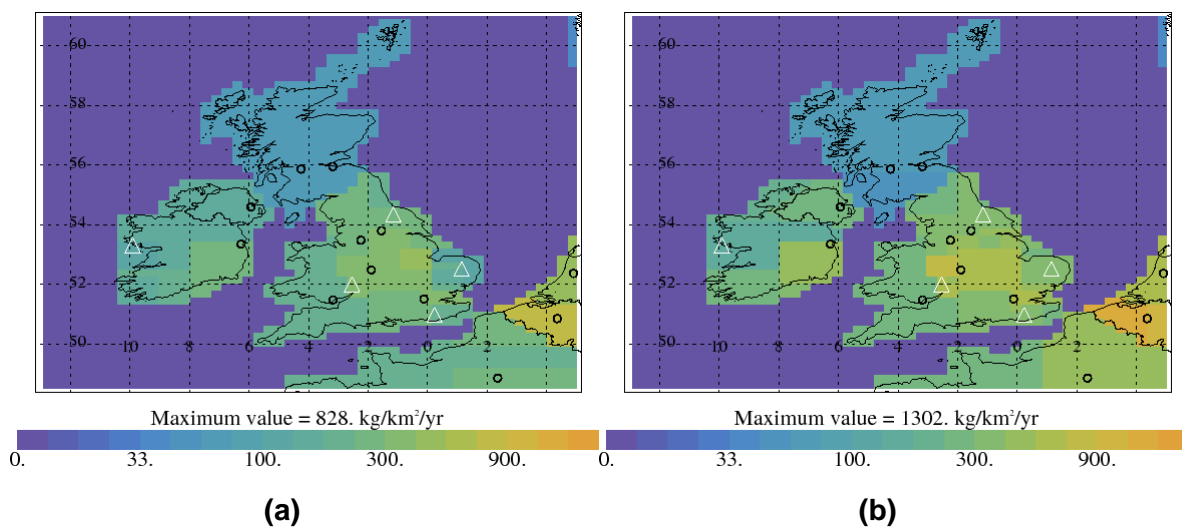 60 60
58 58
56 56
54 54
52 52
50 50
10 8 6 4 2 0 2 10 8 6 4 2 0 2
Maximum value = 828. kg/km²/yr Maximum value = 1302. kg/km²/yr
0. 33. 100. 300. 900. 0. 33. 100. 300. 900.
(a) (b)